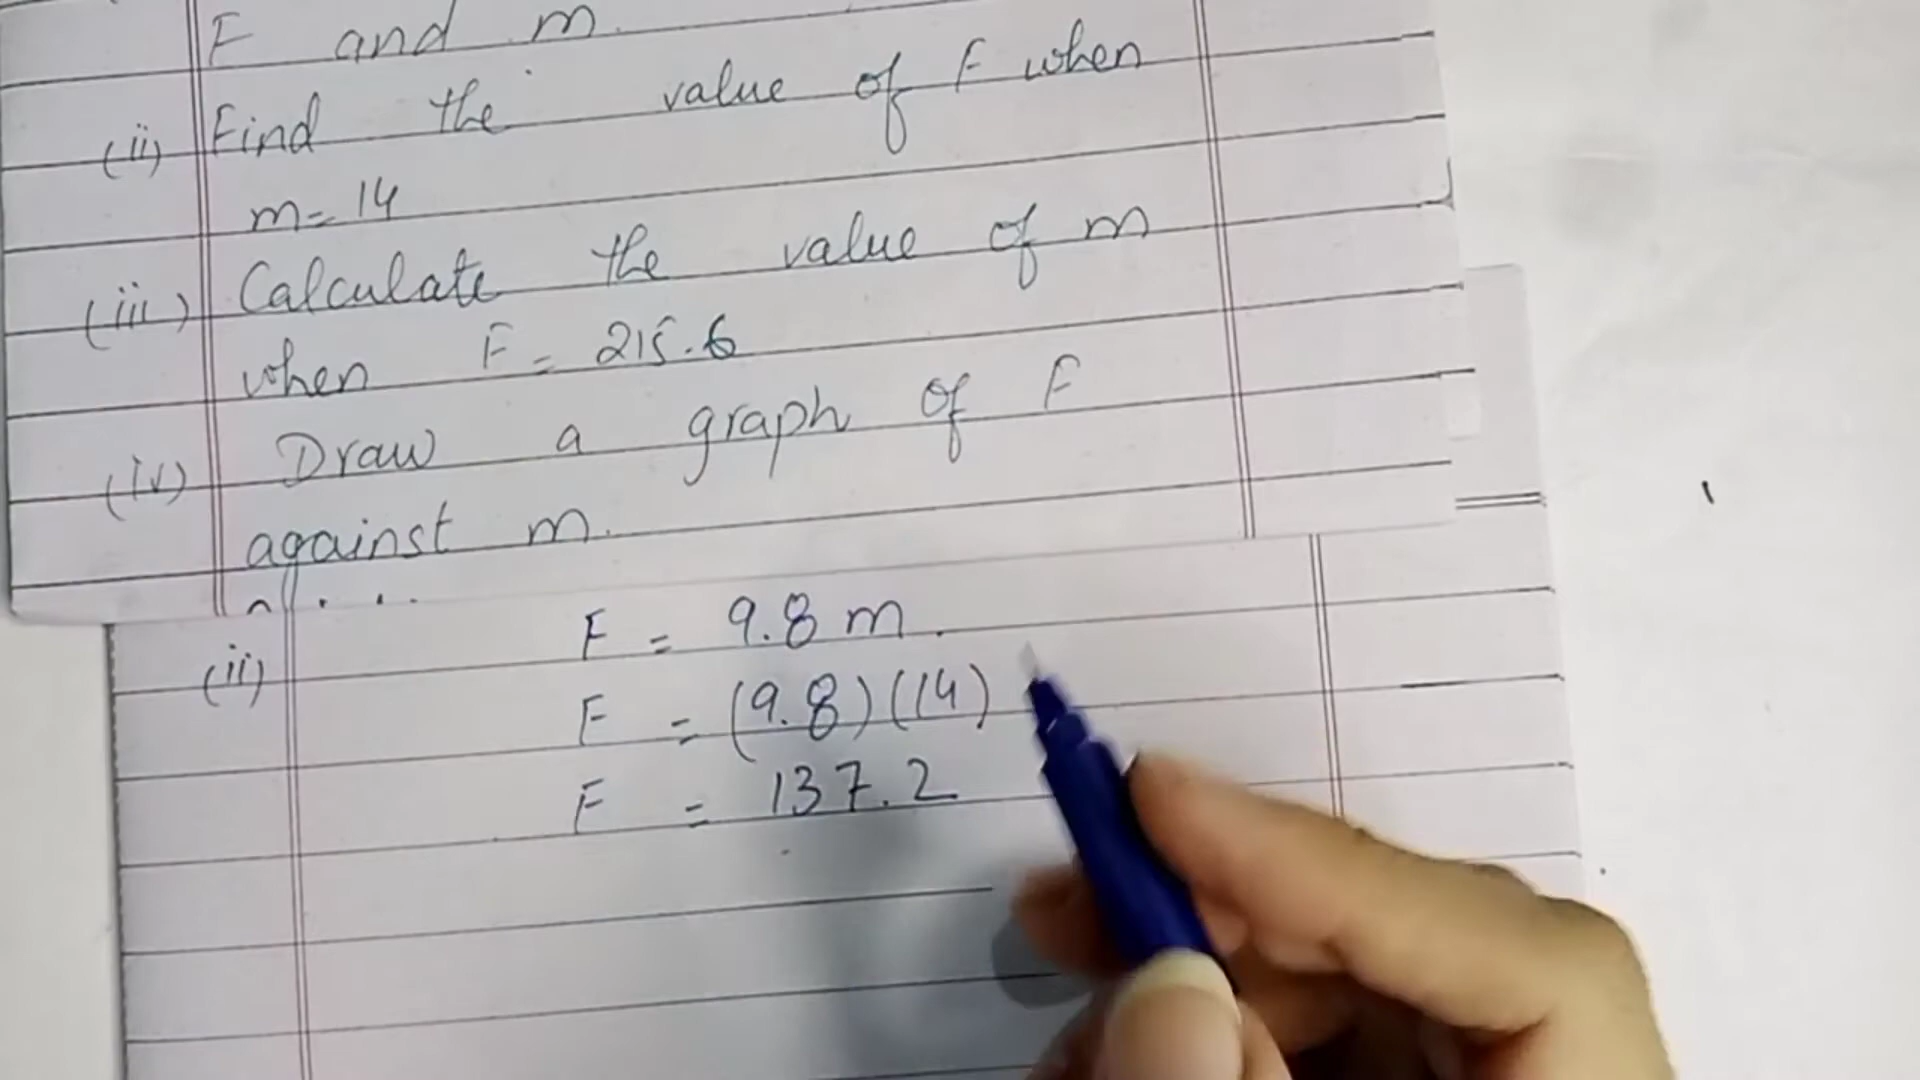 F and m.
(ii) Find the value of F when
m = 14
(iii) Calculate the value of m
when F = 215.6
(iv) Draw a graph of F
against m.
(ii) F = 9.8 m.
F = (9.8)(14)
F = 137.2